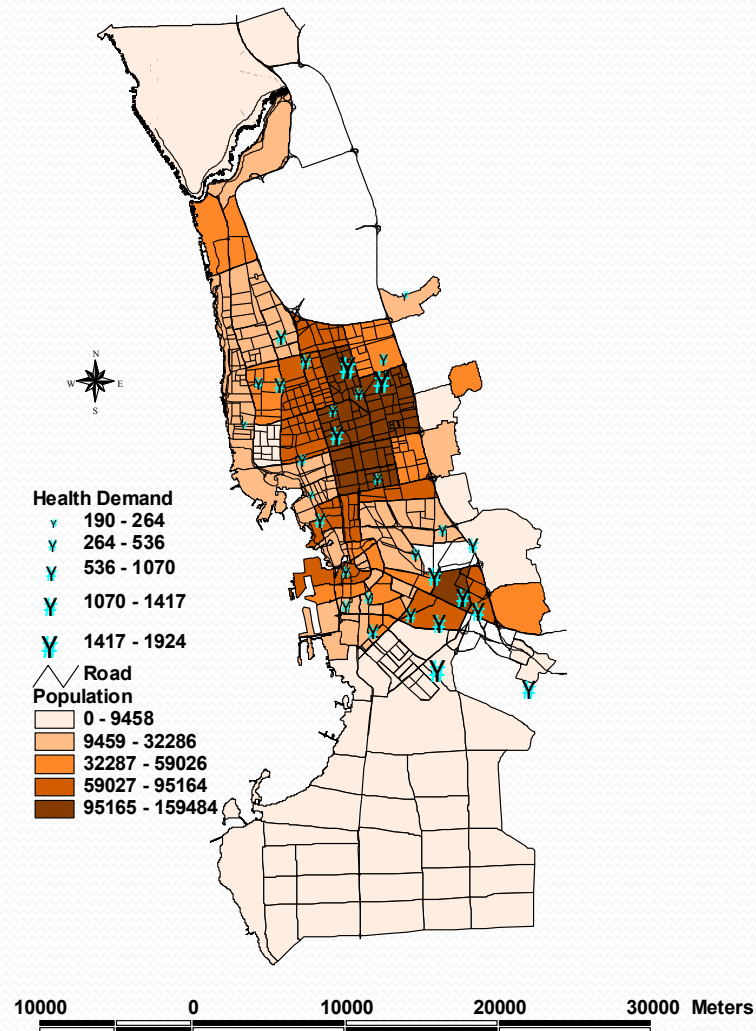 N
W E
S
Health Demand
190 - 264
264 - 536
536 - 1070
1070 - 1417
1417 - 1924
Road
Population
0 - 9458
9459 - 32286
32287 - 59026
59027 - 95164
95165 - 159484
10000 0 10000 20000 30000 Meters